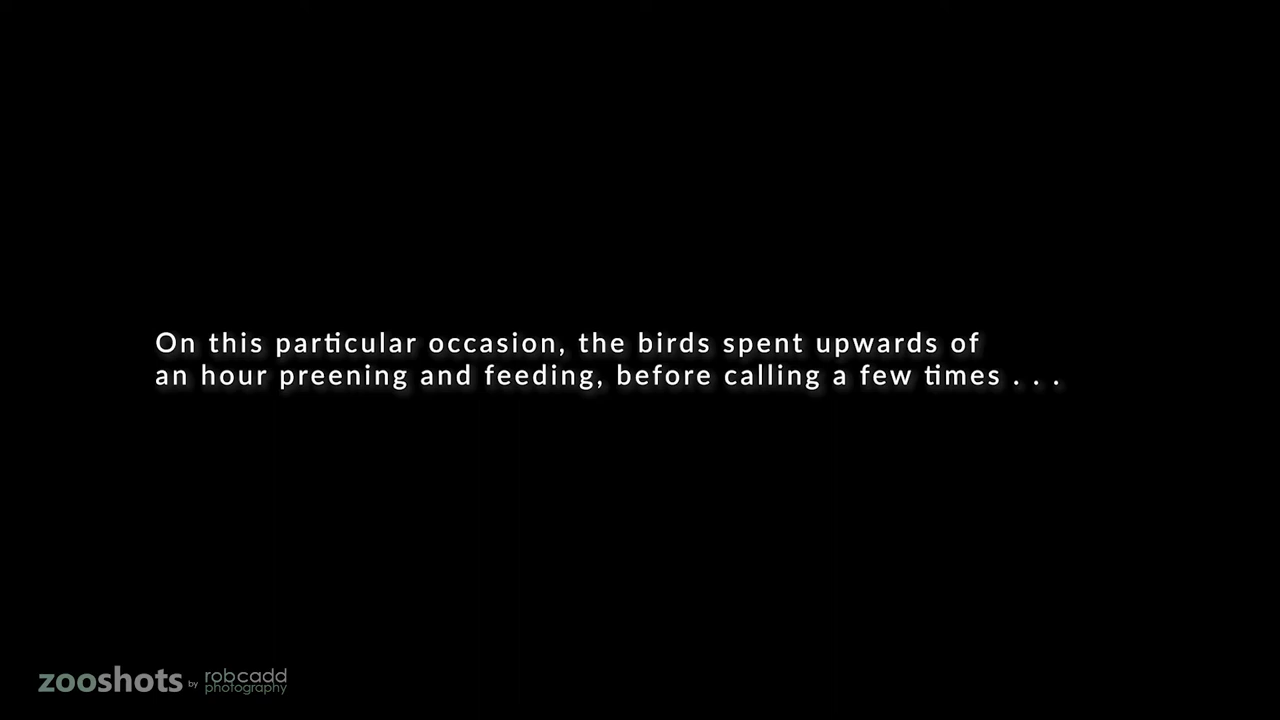 On this particular occasion, the birds spent upwards of
an hour preening and feeding, before calling a few times . . .
zooshots by robcadd
photography